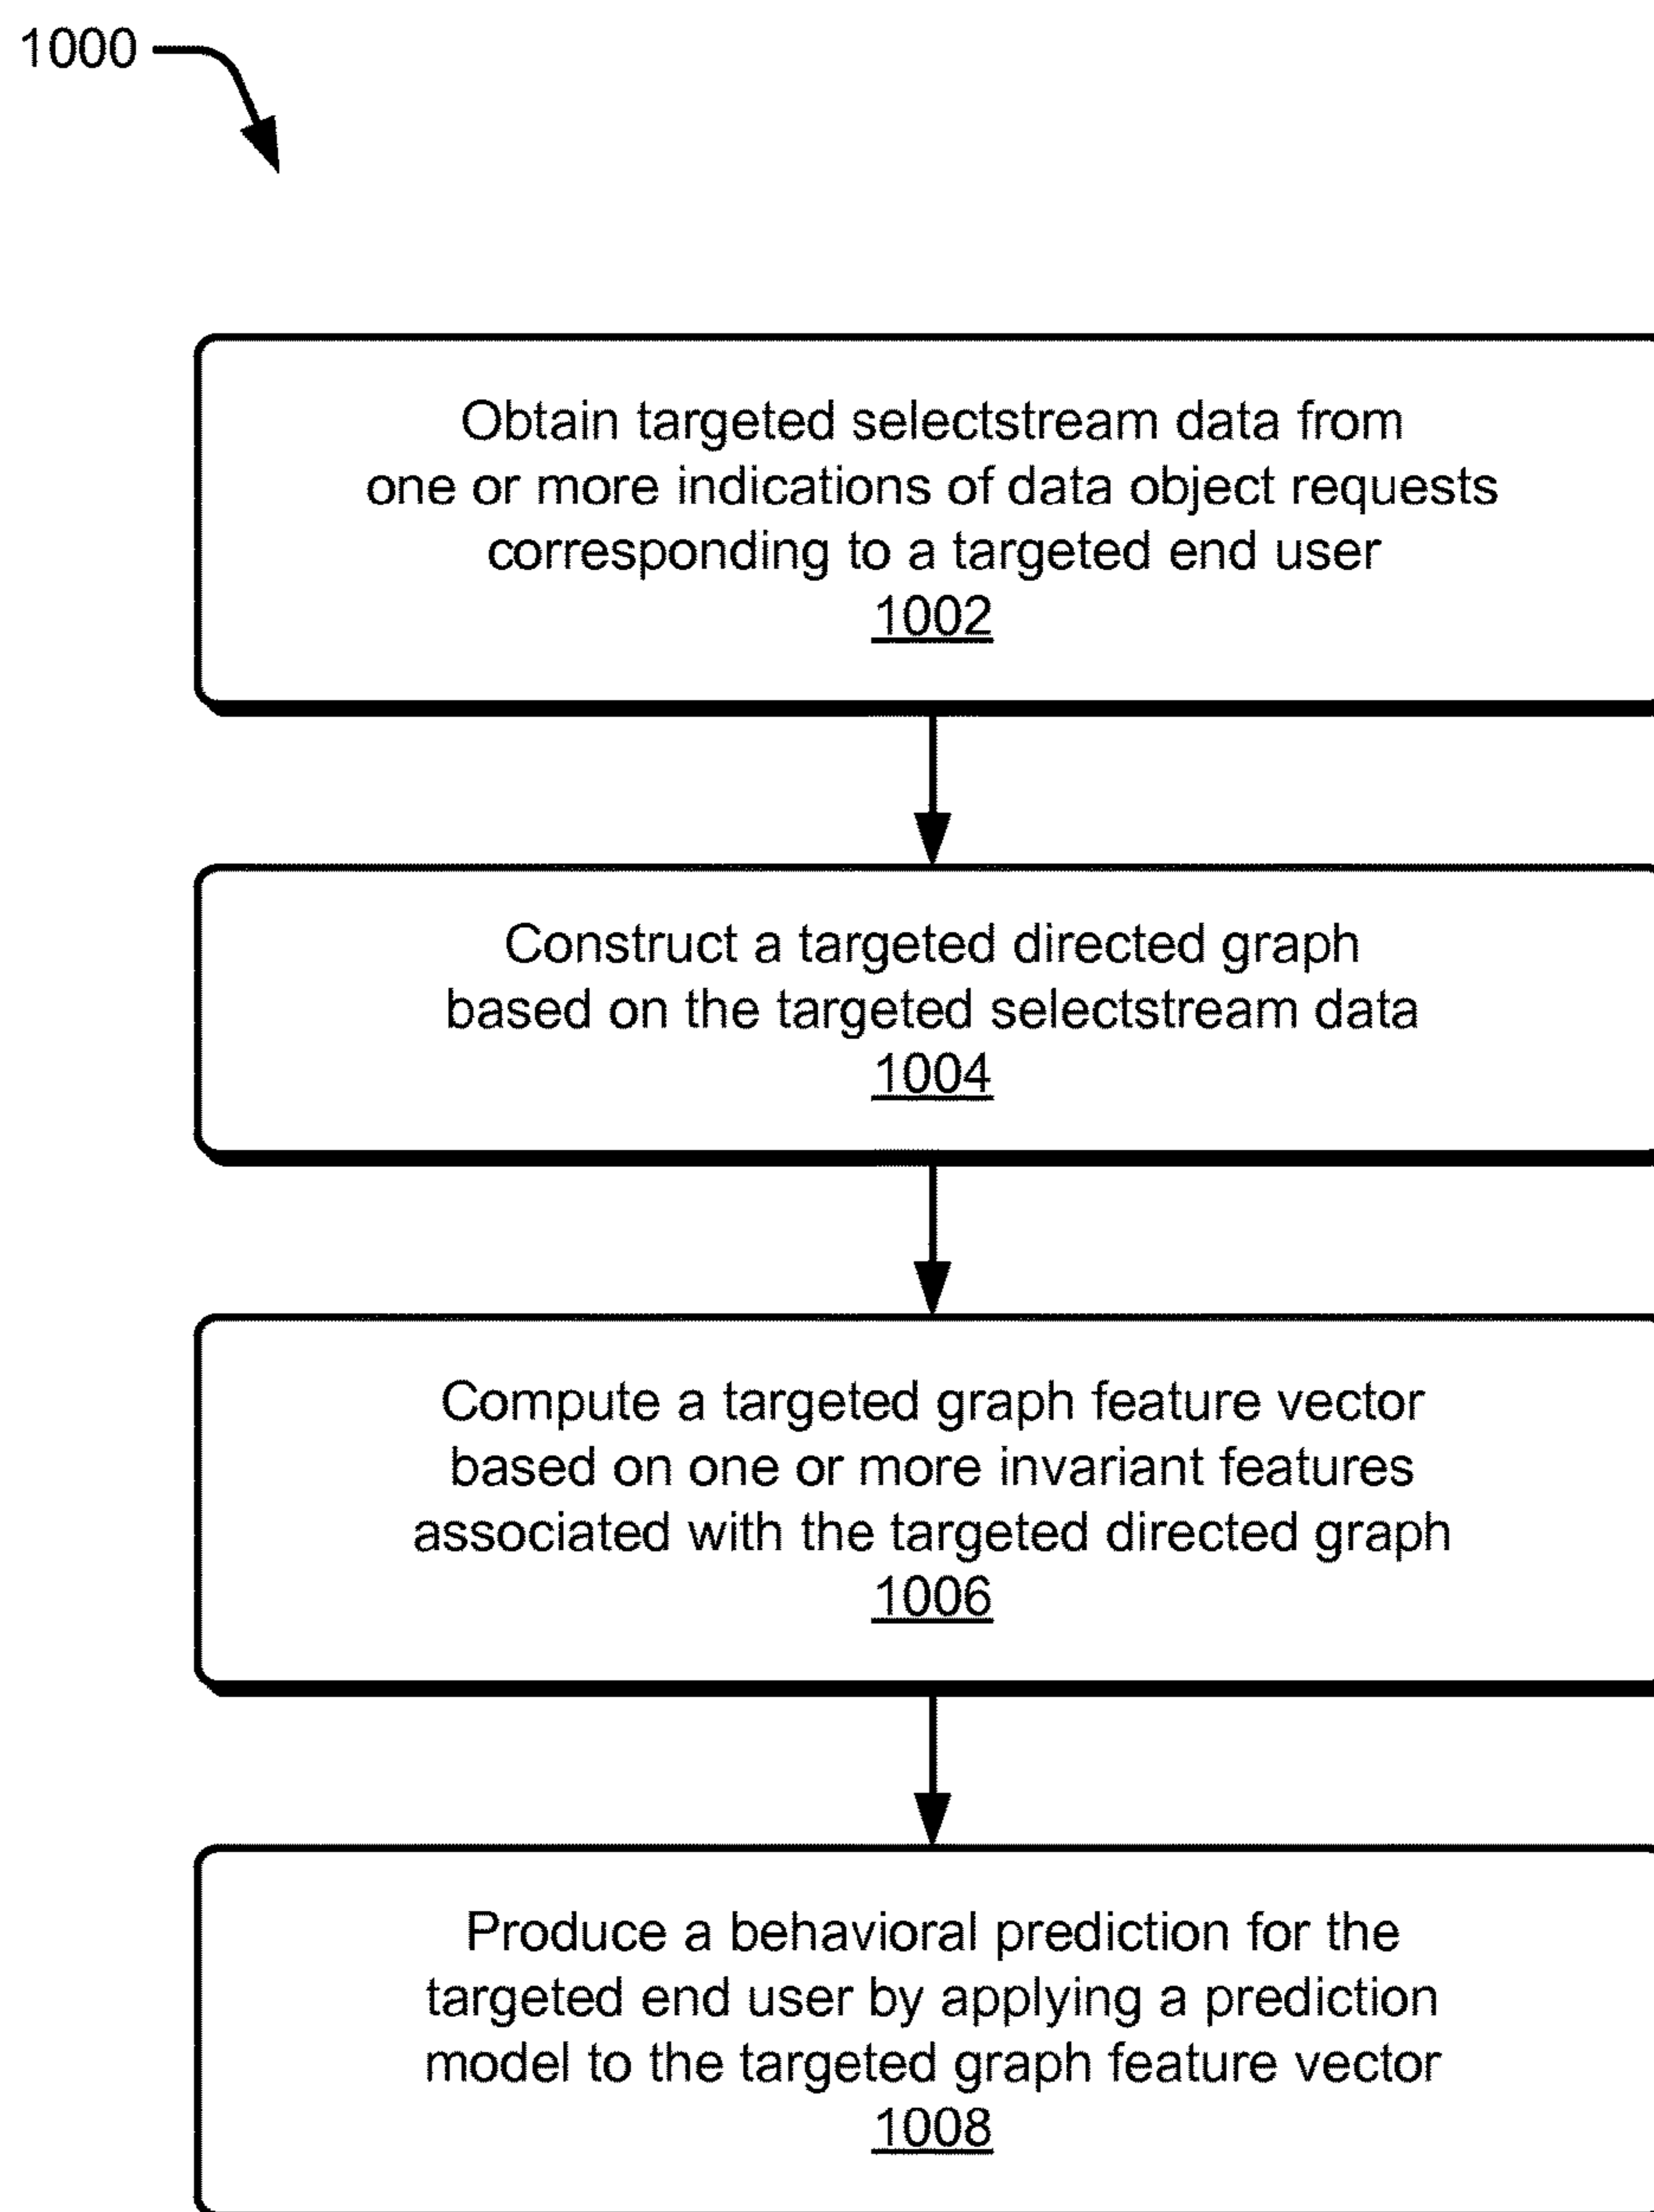 1000
Obtain targeted selectstream data from
one or more indications of data object requests
corresponding to a targeted end user
1002
Construct a targeted directed graph
based on the targeted selectstream data
1004
Compute a targeted graph feature vector
based on one or more invariant features
associated with the targeted directed graph
1006
Produce a behavioral prediction for the
targeted end user by applying a prediction
model to the targeted graph feature vector
1008